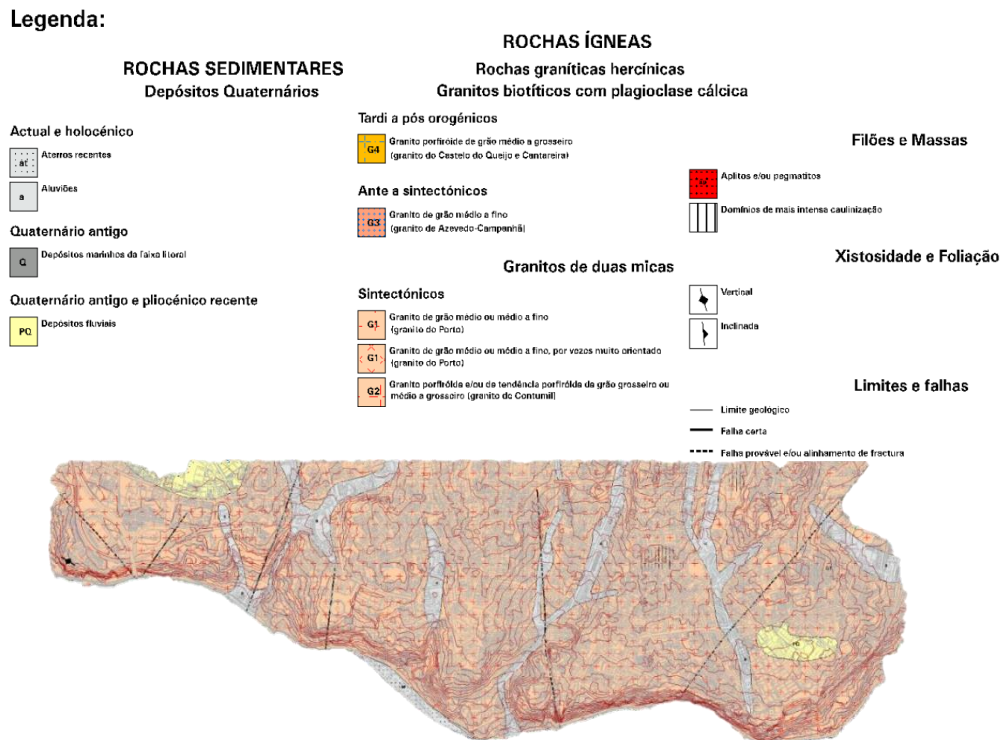 Legenda:
ROCHAS SEDIMENTARES
Depósitos Quaternários
Actual e holocénico
at
Aterros recentes
a
Aluviões
Quaternário antigo
Q
Depósitos marinhos da faixa litoral
Quaternário antigo e pliocénico recente
PQ
Depósitos fluviais
ROCHAS ÍGNEAS
Rochas graníticas hercínicas
Granitos biotíticos com plagioclase cálcica
Tardi a pós orogénicos
G4
Granito porfiróide de grão médio a grosseiro
(granito do Castelo do Queijo e Cantareira)
Ante a sintectónicos
G3
Granito de grão médio a fino
(granito de Azevedo-Campanhã)
Granitos de duas micas
Sintectónicos
G1
Granito de grão médio ou médio a fino
(granito do Porto)
G1
Granito de grão médio ou médio a fino, por vezes muito orientado
(granito do Porto)
G2
Granito porfiróide e/ou de tendência porfiróide de grão grosseiro ou
médio a grosseiro (granito de Contumil)
Filões e Massas
Aplitos e/ou pegmatitos
Domínios de mais intensa caulinização
Xistosidade e Foliação
Vertical
Inclinada
Limites e falhas
Limite geológico
Falha certa
Falha provável e/ou alinhamento de fractura
PQ